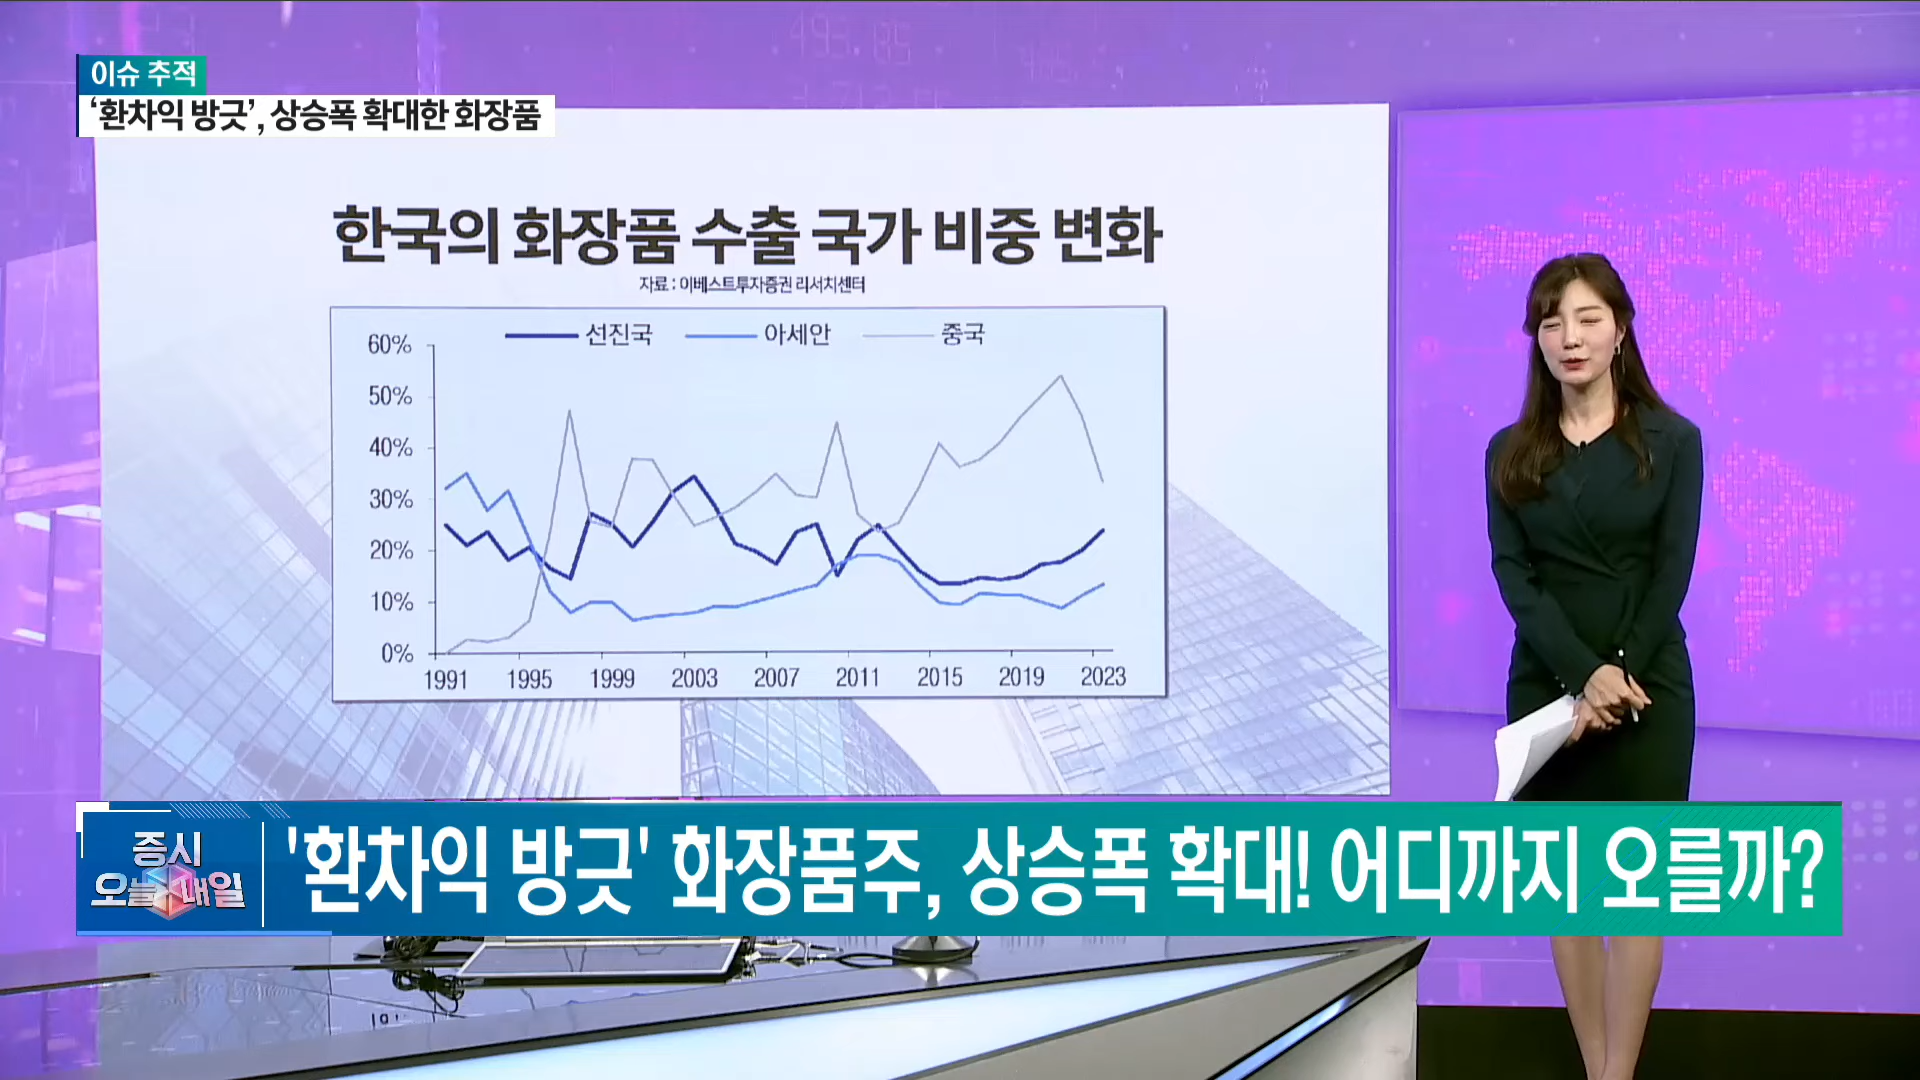 이슈 추적
‘환차익 방긋’, 상승폭 확대한 화장품
한국의 화장품 수출 국가 비중 변화
자료 : 이베스트투자증권 리서치센터
선진국 아세안 중국
60%
50%
40%
30%
20%
10%
0%
1991 1995 1999 2003 2007 2011 2015 2019 2023
증시
오늘 내일
'환차익 방긋' 화장품주, 상승폭 확대! 어디까지 오를까?